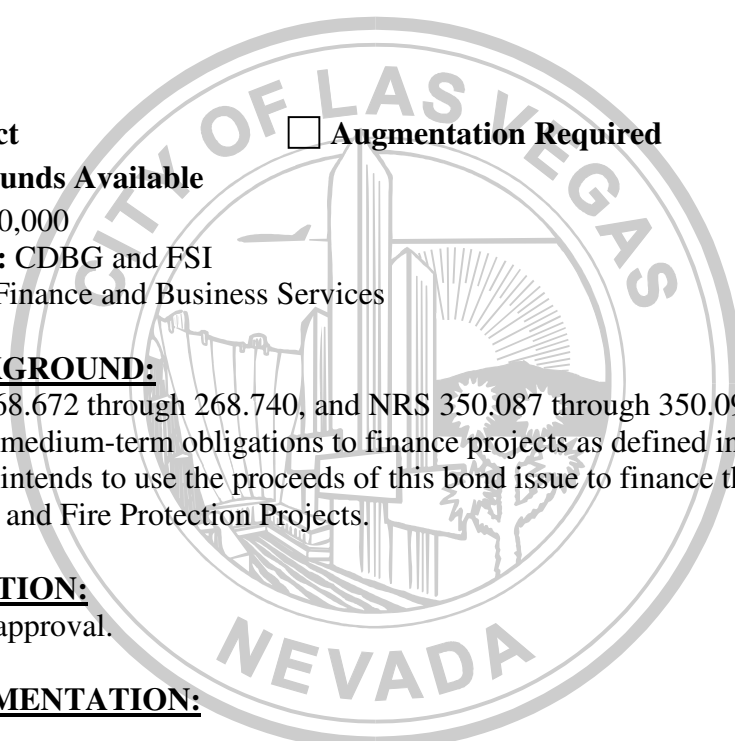 ct ☐ Augmentation Required
unds Available
0,000
: CDBG and FSI
Finance and Business Services
KGROUND:
68.672 through 268.740, and NRS 350.087 through 350.09
medium-term obligations to finance projects as defined in
intends to use the proceeds of this bond issue to finance th
and Fire Protection Projects.
TION:
approval.
MENTATION:
CITY OF LAS VEGAS
NEVADA